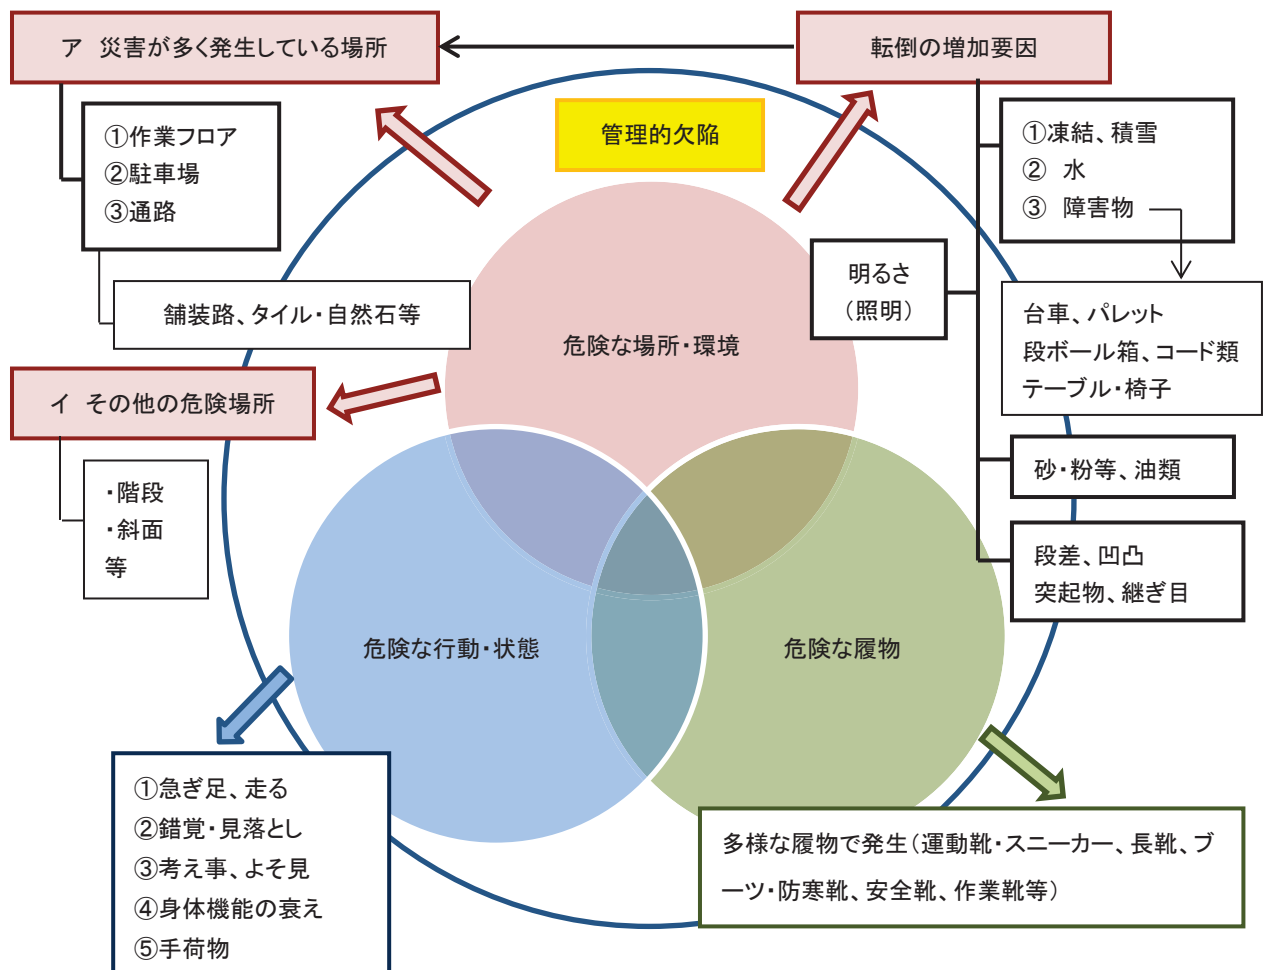 ア 災害が多く発生している場所
転倒の増加要因
管理的欠陥
①作業フロア
②駐車場
③通路
①凍結、積雪
② 水
③ 障害物
舗装路、タイル・自然石等
明るさ
（照明）
台車、パレット
段ボール箱、コード類
テーブル・椅子
危険な場所・環境
イ その他の危険場所
・階段
・斜面
等
砂・粉等、油類
段差、凹凸
突起物、継ぎ目
危険な行動・状態
危険な履物
①急ぎ足、走る
②錯覚・見落とし
③考え事、よそ見
④身体機能の衰え
⑤手荷物
多様な履物で発生（運動靴・スニーカー、長靴、ブ
ーツ・防寒靴、安全靴、作業靴等）